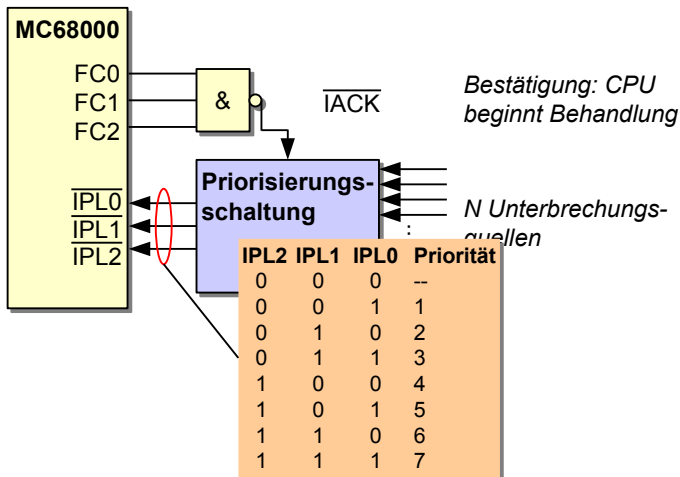 MC68000
FC0
FC1
FC2
&
IACK
Bestätigung: CPU
beginnt Behandlung
IPL0
IPL1
IPL2
Priorisierungs-
schaltung
N Unterbrechungs-
quellen
:
IPL2 IPL1 IPL0 Priorität
0 0 0 --
0 0 1 1
0 1 0 2
0 1 1 3
1 0 0 4
1 0 1 5
1 1 0 6
1 1 1 7